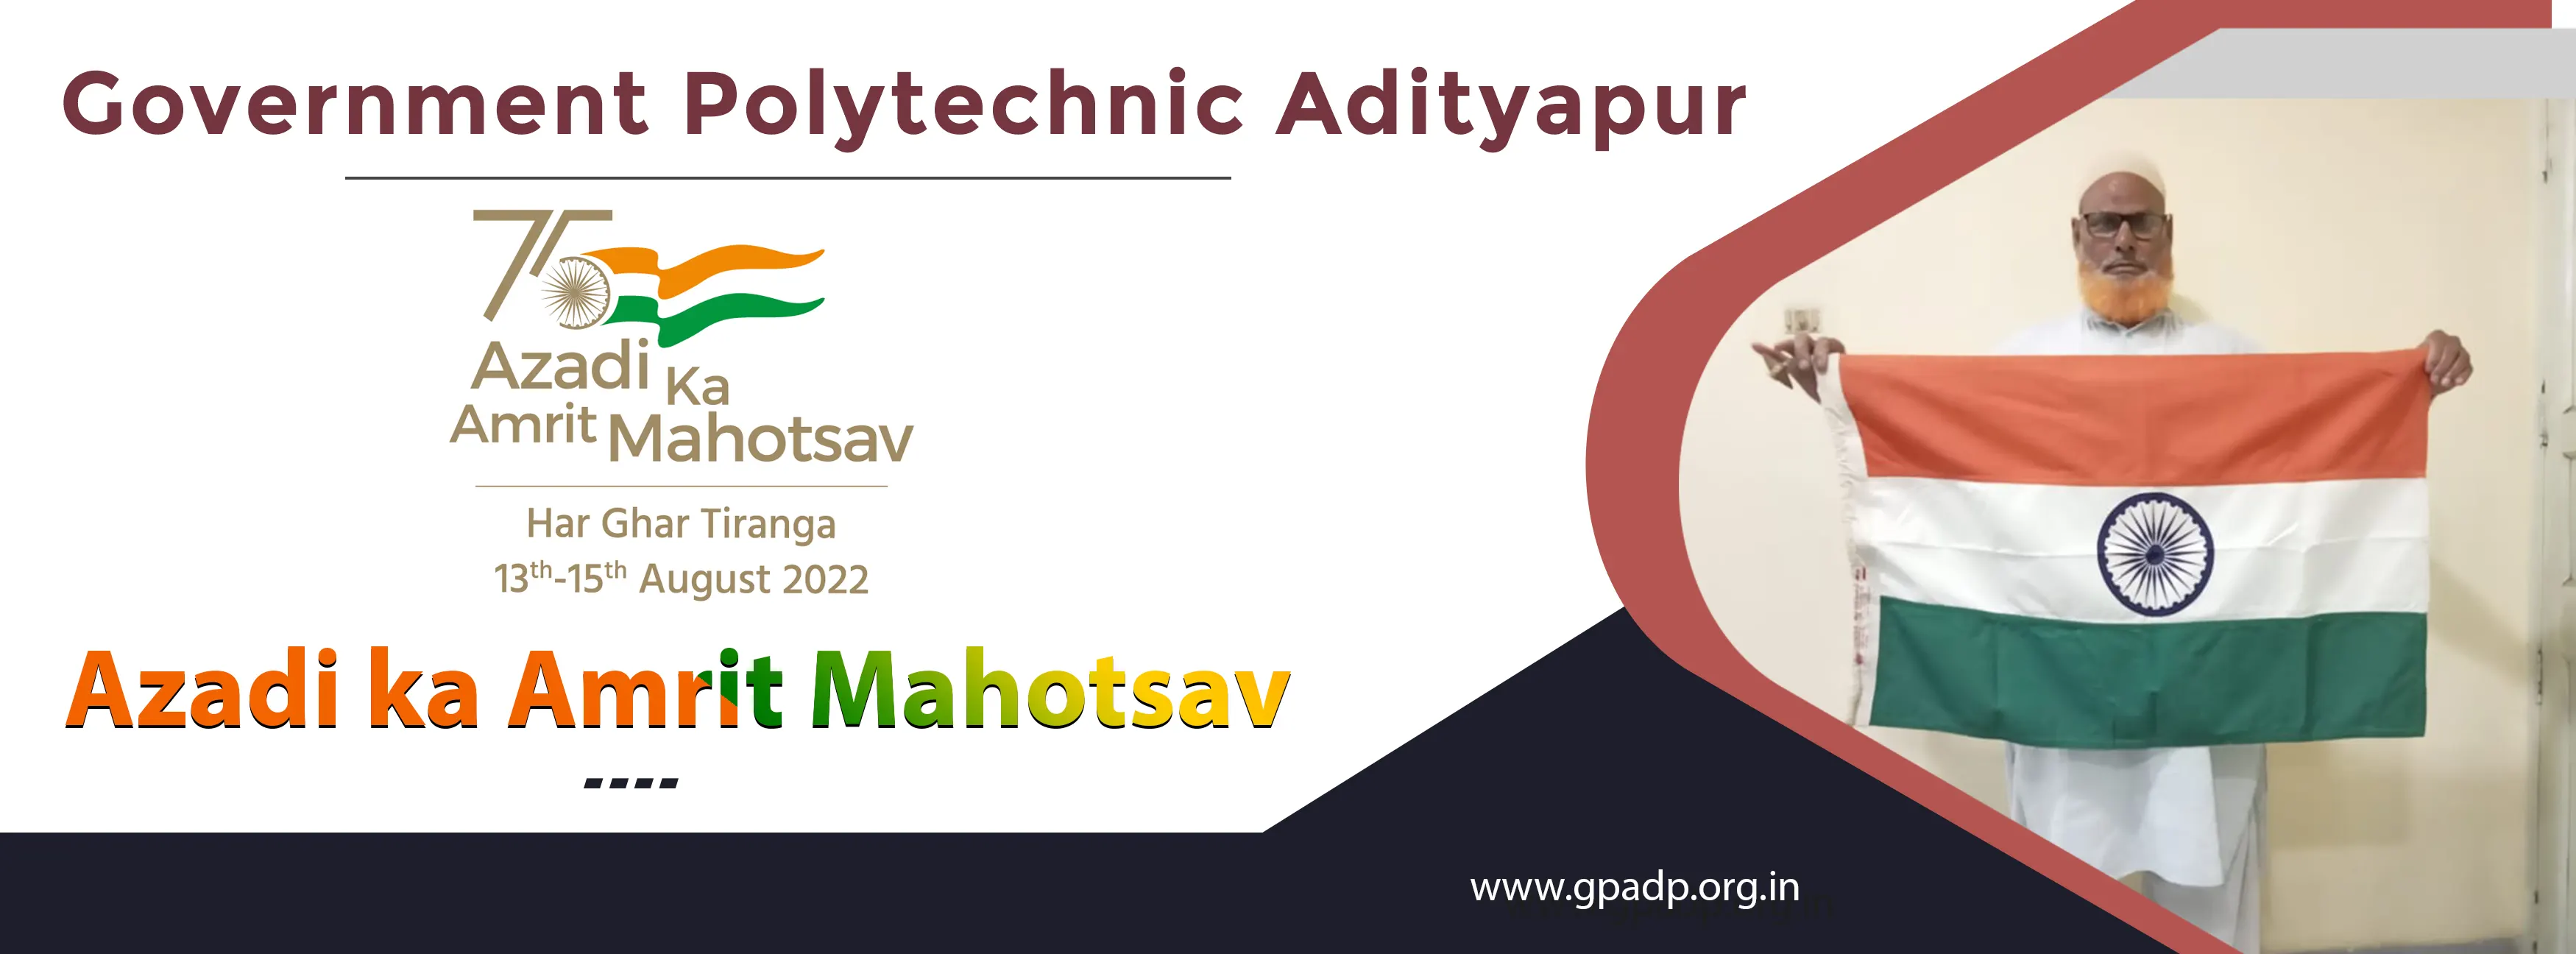 Government Polytechnic Adityapur
75
Azadi Ka
Amrit Mahotsav
Har Ghar Tiranga
13th-15th August 2022
Azadi ka Amrit Mahotsav
www.gpadp.org.in